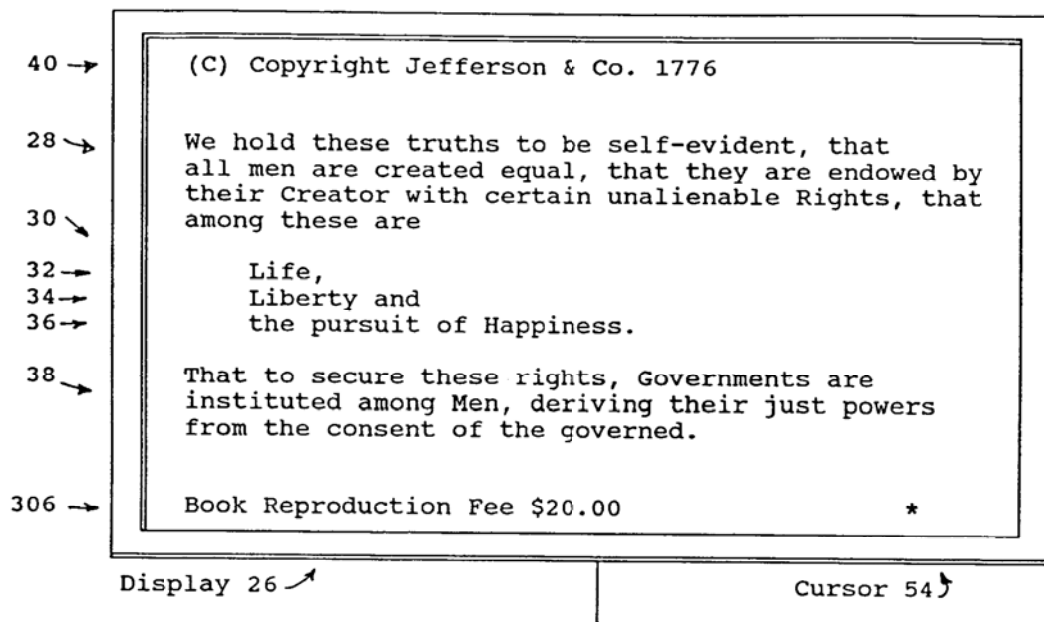 40 (C) Copyright Jefferson & Co. 1776
28 We hold these truths to be self-evident, that
all men are created equal, that they are endowed by
their Creator with certain unalienable Rights, that
among these are
30
32 Life,
34 Liberty and
36 the pursuit of Happiness.
38 That to secure these rights, Governments are
instituted among Men, deriving their just powers
from the consent of the governed.
306 Book Reproduction Fee $20.00 *
Display 26 Cursor 54